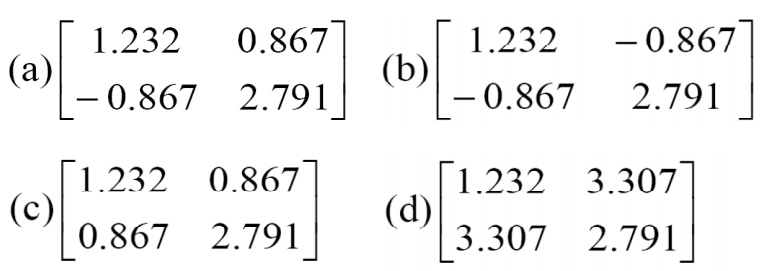 (a) [ 1.232 0.867 ] (b) [ 1.232 – 0.867 ]
[ – 0.867 2.791 ] [ – 0.867 2.791 ]
(c) [ 1.232 0.867 ] (d) [ 1.232 3.307 ]
[ 0.867 2.791 ] [ 3.307 2.791 ]